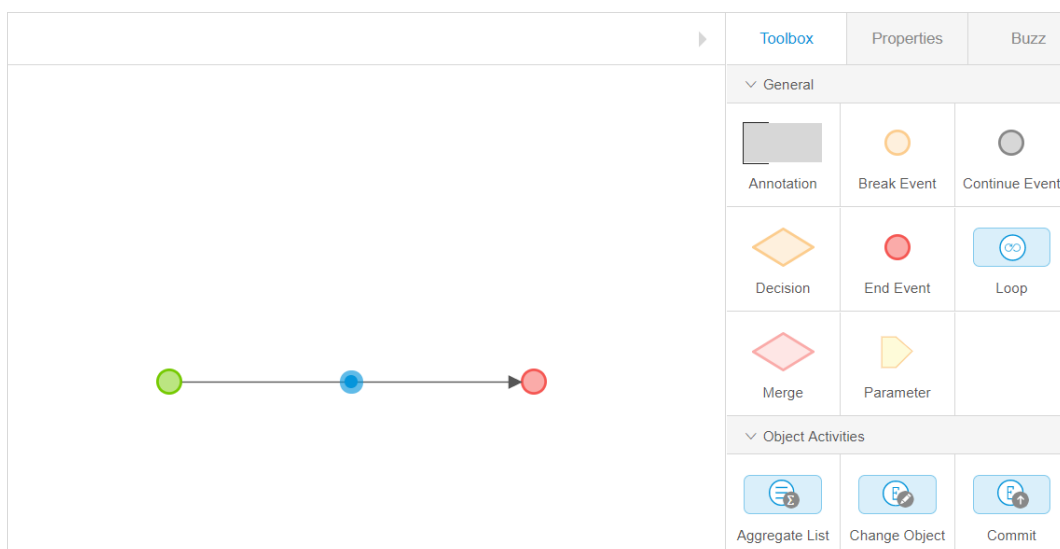 Toolbox Properties Buzz
General
Annotation Break Event Continue Event
Decision End Event Loop
Merge Parameter
Object Activities
Aggregate List Change Object Commit